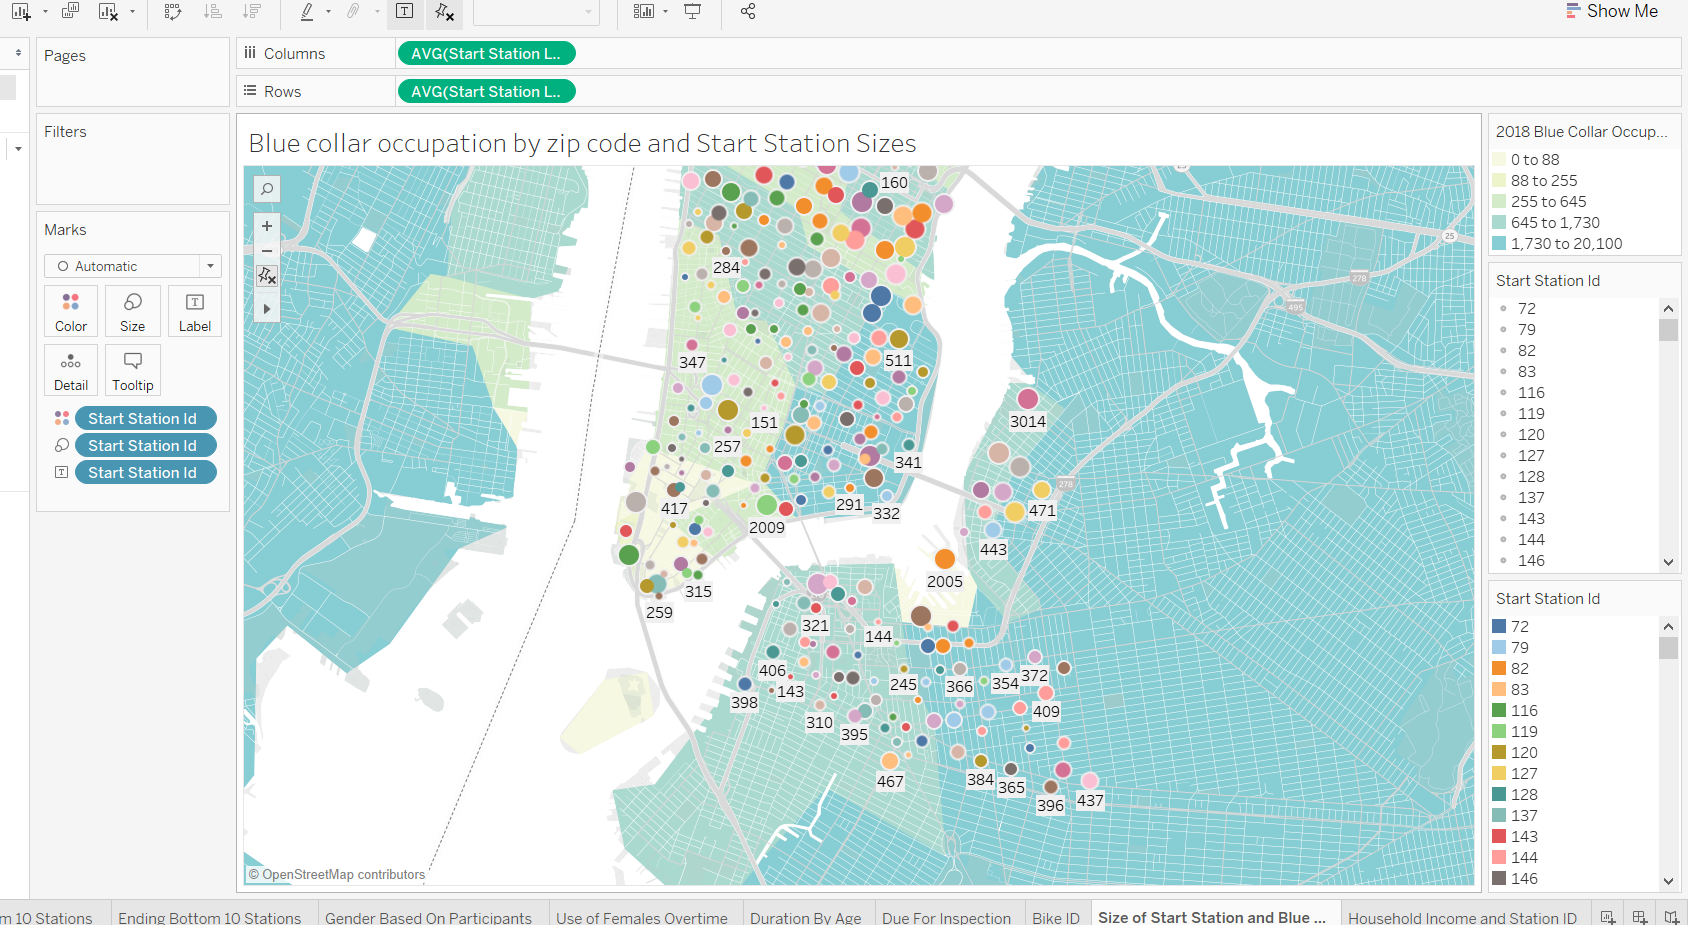 Show Me
Pages
Columns
AVG(Start Station L..
Rows
AVG(Start Station L..
Filters
Marks
Automatic
Color
Size
Label
Detail
Tooltip
Start Station Id
Start Station Id
Start Station Id
Blue collar occupation by zip code and Start Station Sizes
160
25
284
278
495
347
511
151
3014
257
341
278
417
291
332
471
2009
443
2005
315
259
321
144
406
245
366
354
372
143
398
409
310
395
467
384
365
396
437
© OpenStreetMap contributors
2018 Blue Collar Occup...
0 to 88
88 to 255
255 to 645
645 to 1,730
1,730 to 20,100
Start Station Id
72
79
82
83
116
119
120
127
128
137
143
144
146
Start Station Id
72
79
82
83
116
119
120
127
128
137
143
144
146
m 10 Stations
Ending Bottom 10 Stations
Gender Based On Participants
Use of Females Overtime
Duration By Age
Due For Inspection
Bike ID
Size of Start Station and Blue ...
Household Income and Station ID